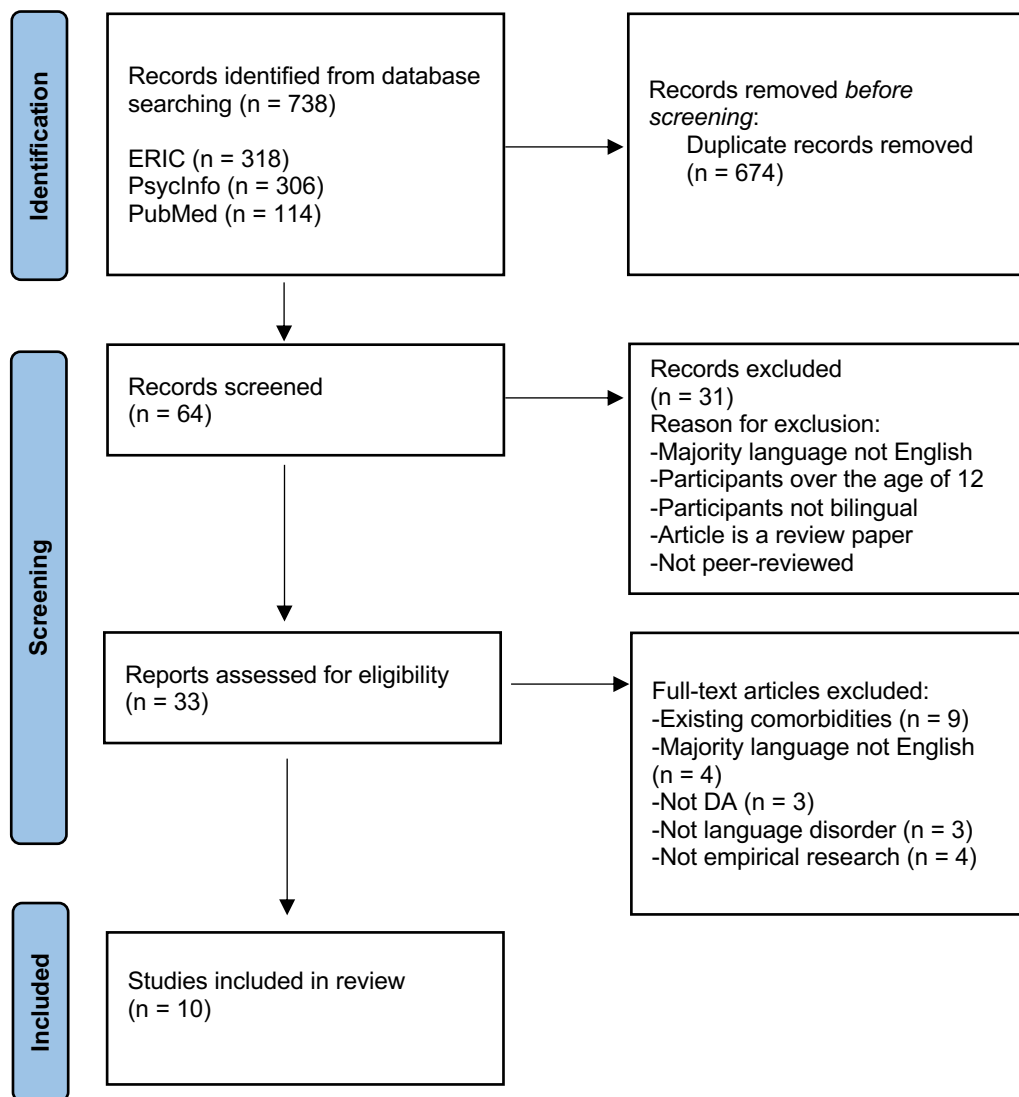 Identification
Records identified from database
searching (n = 738)
ERIC (n = 318)
PsycInfo (n = 306)
PubMed (n = 114)
Records removed before
screening:
Duplicate records removed
(n = 674)
Screening
Records screened
(n = 64)
Records excluded
(n = 31)
Reason for exclusion:
-Majority language not English
-Participants over the age of 12
-Participants not bilingual
-Article is a review paper
-Not peer-reviewed
Reports assessed for eligibility
(n = 33)
Full-text articles excluded:
-Existing comorbidities (n = 9)
-Majority language not English
(n = 4)
-Not DA (n = 3)
-Not language disorder (n = 3)
-Not empirical research (n = 4)
Included
Studies included in review
(n = 10)